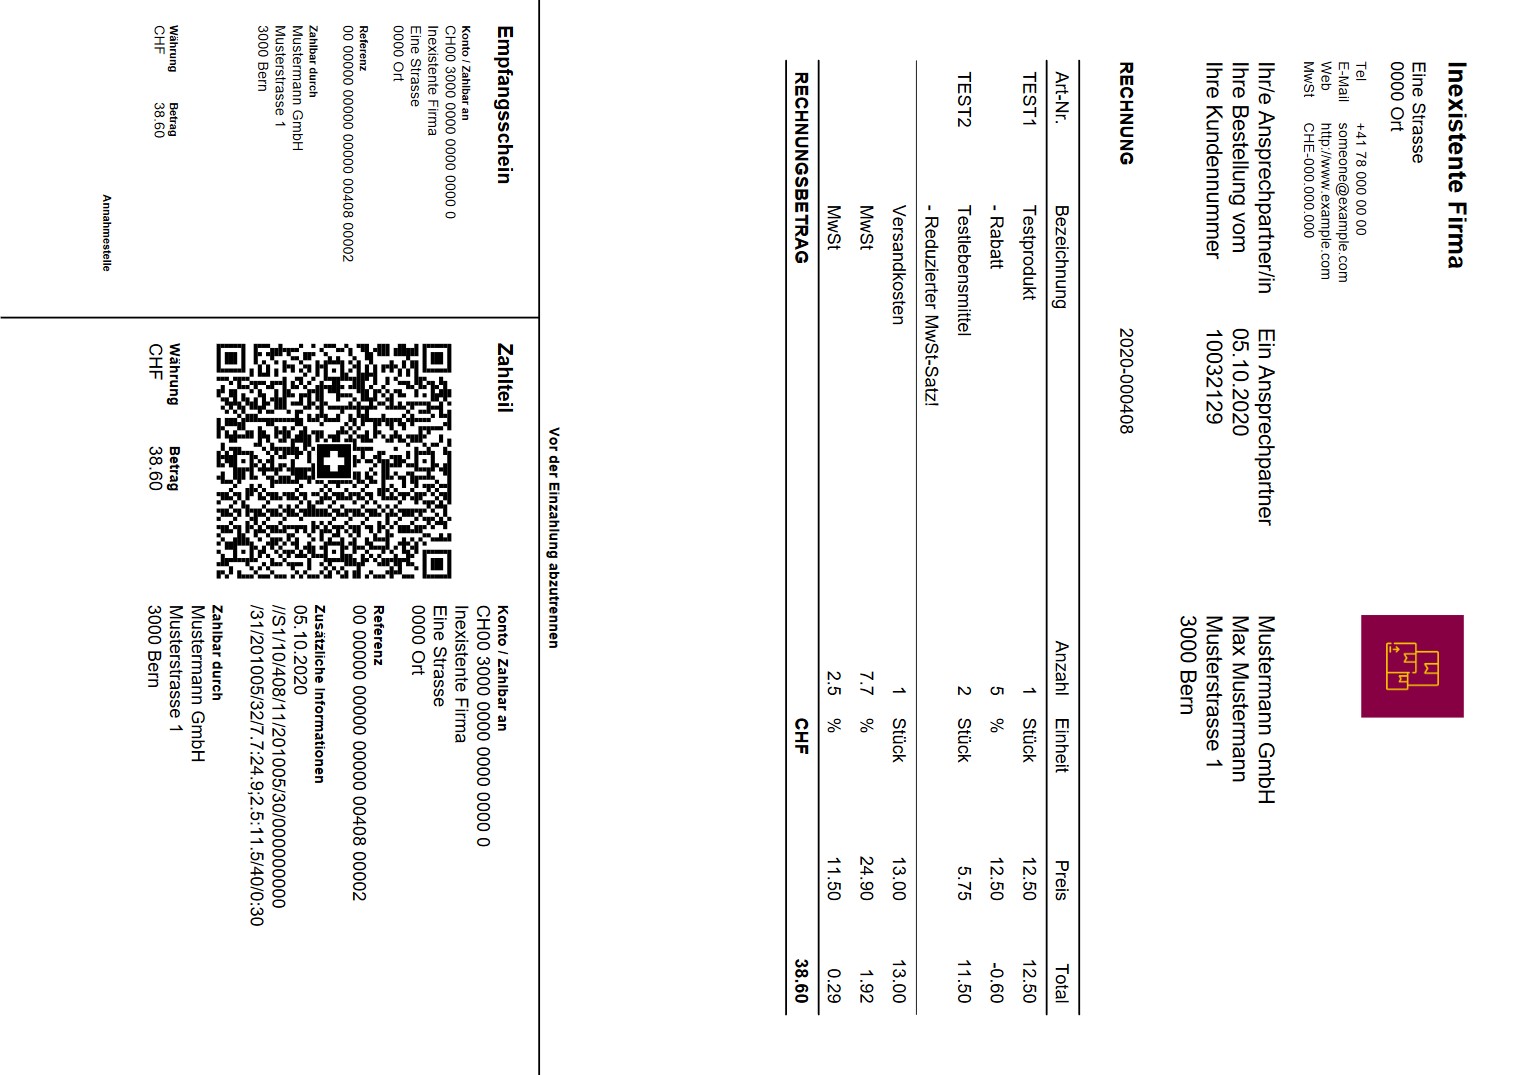 Inexistente Firma
Eine Strasse
0000 Ort
Tel +41 78 000 00 00
E-Mail someone@example.com
Web http://www.example.com
MwSt CHE-000.000.000
Ihr/e Ansprechpartner/in Ein Ansprechpartner Mustermann GmbH
Ihre Bestellung vom 05.10.2020 Max Mustermann
Ihre Kundennummer 10032129 Musterstrasse 1
3000 Bern
RECHNUNG 2020-000408
Art-Nr. Bezeichnung Anzahl Einheit Preis Total
TEST1 Testprodukt 1 Stück 12.50 12.50
- Rabatt 5 % 12.50 -0.60
TEST2 Testlebensmittel 2 Stück 5.75 11.50
- Reduzierter MwSt-Satz!
Versandkosten 1 Stück 13.00 13.00
MwSt 7.7 % 24.90 1.92
MwSt 2.5 % 11.50 0.29
RECHNUNGSBETRAG CHF 38.60
Vor der Einzahlung abzutrennen
Empfangsschein
Konto / Zahlbar an
CH00 3000 0000 0000 0000 0
Inexistente Firma
Eine Strasse
0000 Ort
Referenz
00 00000 00000 00000 00408 00002
Zahlbar durch
Mustermann GmbH
Musterstrasse 1
3000 Bern
Währung Betrag
CHF 38.60
Annahmestelle
Zahlteil
Währung Betrag
CHF 38.60
Konto / Zahlbar an
CH00 3000 0000 0000 0000 0
Inexistente Firma
Eine Strasse
0000 Ort
Referenz
00 00000 00000 00000 00408 00002
Zusätzliche Informationen
05.10.2020
//S1/10/408/11/201005/30/000000000
/31/201005/32/7.7:24.9;2.5:11.5/40/0:30
Zahlbar durch
Mustermann GmbH
Musterstrasse 1
3000 Bern